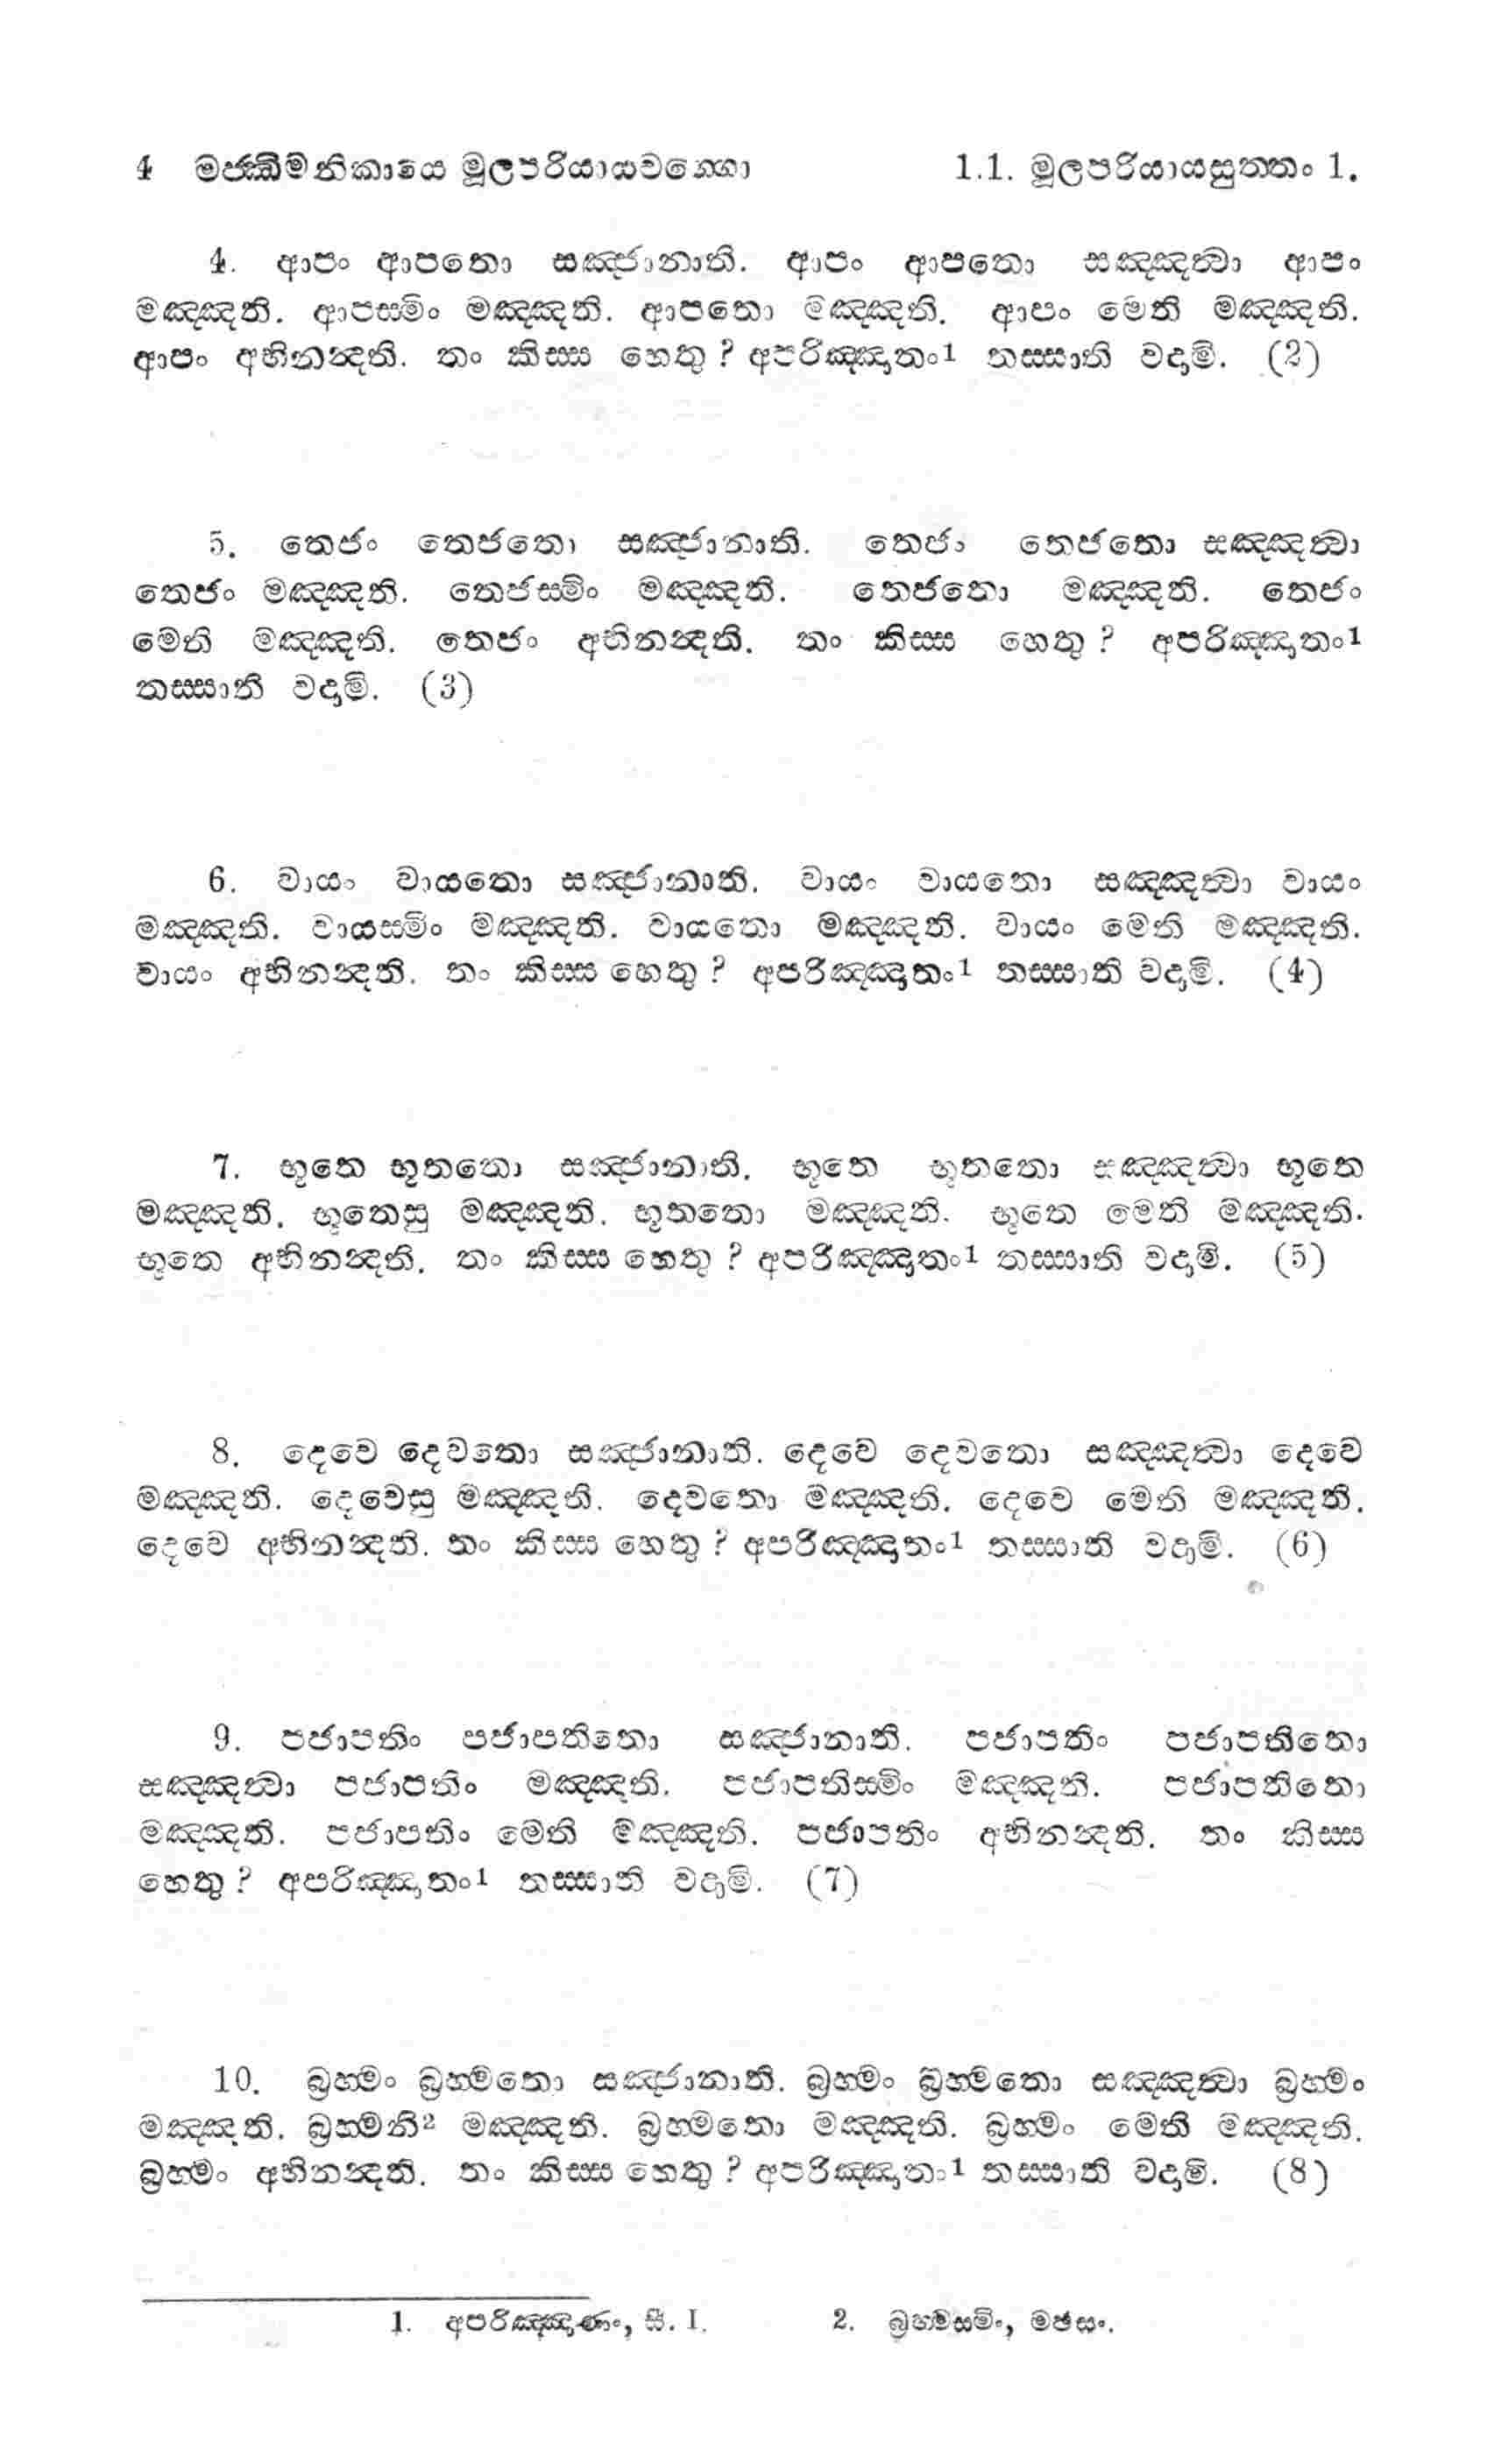 4 මජ්ඣිමනිකායෙ මූලපරියායවග්ගො 1.1. මූලපරියායසුත්තං 1.
4. ආපං ආපතො සඤ්ජානාති. ආපං ආපතො සඤ්ඤත්වා ආපං
මඤ්ඤති. ආපස්මිං මඤ්ඤති. ආපතො මඤ්ඤති. ආපං මෙති මඤ්ඤති.
ආපං අභිනන්දති. තං කිස්ස හෙතු? අපරිඤ්ඤාතං1 තස්සාති වදාමි. (2)
5. තෙජං තෙජතො සඤ්ජානාති. තෙජං තෙජතො සඤ්ඤත්වා
තෙජං මඤ්ඤති. තෙජස්මිං මඤ්ඤති. තෙජතො මඤ්ඤති. තෙජං
මෙති මඤ්ඤති. තෙජං අභිනන්දති. තං කිස්ස හෙතු? අපරිඤ්ඤාතං1
තස්සාති වදාමි. (3)
6. වායං වායතො සඤ්ජානාති. වායං වායතො සඤ්ඤත්වා වායං
මඤ්ඤති. වායස්මිං මඤ්ඤති. වායතො මඤ්ඤති. වායං මෙති මඤ්ඤති.
වායං අභිනන්දති. තං කිස්ස හෙතු? අපරිඤ්ඤාතං1 තස්සාති වදාමි. (4)
7. භූතෙ භූතතො සඤ්ජානාති. භූතෙ භූතතො සඤ්ඤත්වා භූතෙ
මඤ්ඤති. භූතෙසු මඤ්ඤති. භූතතො මඤ්ඤති. භූතෙ මෙති මඤ්ඤති.
භූතෙ අභිනන්දති. තං කිස්ස හෙතු? අපරිඤ්ඤාතං1 තස්සාති වදාමි. (5)
8. දෙවෙ දෙවතො සඤ්ජානාති. දෙවෙ දෙවතො සඤ්ඤත්වා දෙවෙ
මඤ්ඤති. දෙවෙසු මඤ්ඤති. දෙවතො මඤ්ඤති. දෙවෙ මෙති මඤ්ඤති.
දෙවෙ අභිනන්දති. තං කිස්ස හෙතු? අපරිඤ්ඤාතං1 තස්සාති වදාමි. (6)
9. පජාපතිං පජාපතිතො සඤ්ජානාති. පජාපතිං පජාපතිතො
සඤ්ඤත්වා පජාපතිං මඤ්ඤති. පජාපතිස්මිං මඤ්ඤති. පජාපතිතො
මඤ්ඤති. පජාපතිං මෙති මඤ්ඤති. පජාපතිං අභිනන්දති. තං කිස්ස
හෙතු? අපරිඤ්ඤාතං1 තස්සාති වදාමි. (7)
10. බ්‍රහ්මං බ්‍රහ්මතො සඤ්ජානාති. බ්‍රහ්මං බ්‍රහ්මතො සඤ්ඤත්වා බ්‍රහ්මං
මඤ්ඤති. බ්‍රහ්මනි2 මඤ්ඤති. බ්‍රහ්මතො මඤ්ඤති. බ්‍රහ්මං මෙති මඤ්ඤති.
බ්‍රහ්මං අභිනන්දති. තං කිස්ස හෙතු? අපරිඤ්ඤාතං1 තස්සාති වදාමි. (8)
1. අපරිඤ්ඤාණං, සී. I. 2. බ්‍රහ්මස්මිං, මඡසං.